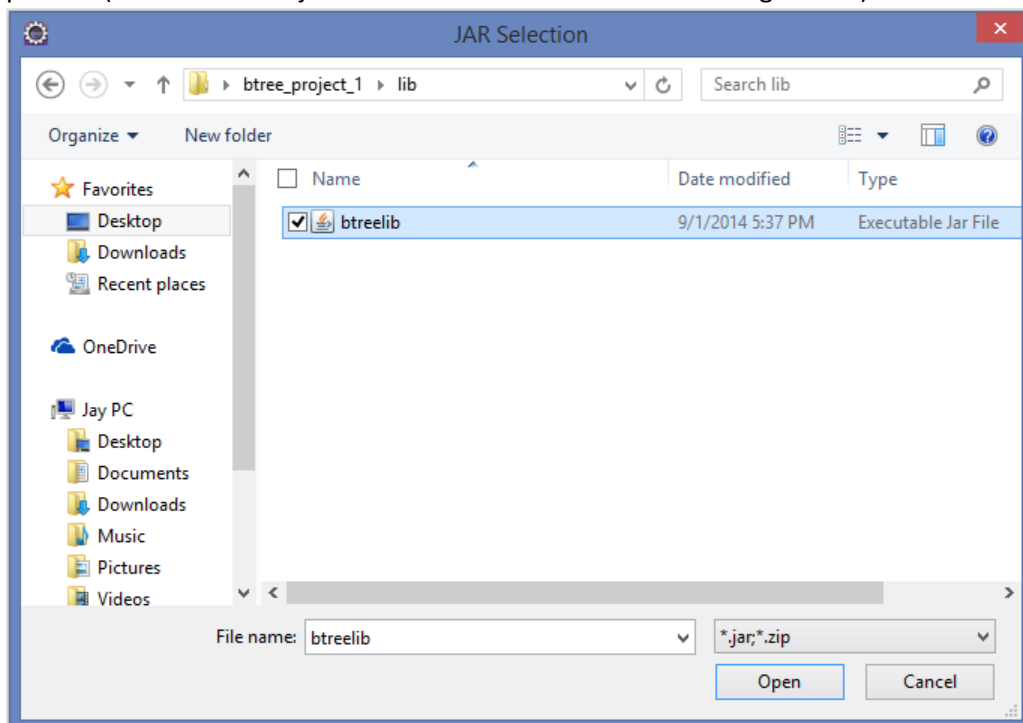 JAR Selection
btree_project_1 lib
Search lib
Organize
New folder
Favorites
Desktop
Downloads
Recent places
OneDrive
Jay PC
Desktop
Documents
Downloads
Music
Pictures
Videos
Name Date modified Type
btreelib 9/1/2014 5:37 PM Executable Jar File
File name: btreelib *.jar;*.zip
Open Cancel